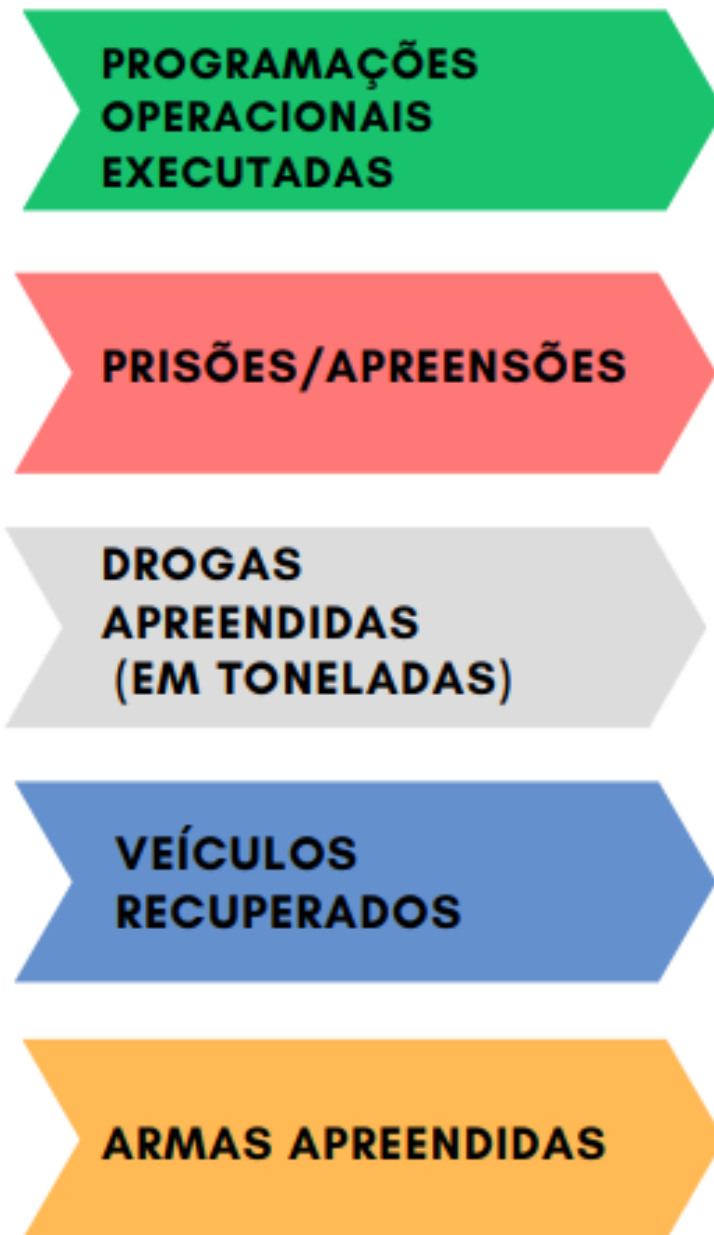 PROGRAMAÇÕES
OPERACIONAIS
EXECUTADAS
PRISÕES/APREENSÕES
DROGAS
APREENDIDAS
(EM TONELADAS)
VEÍCULOS
RECUPERADOS
ARMAS APREENDIDAS